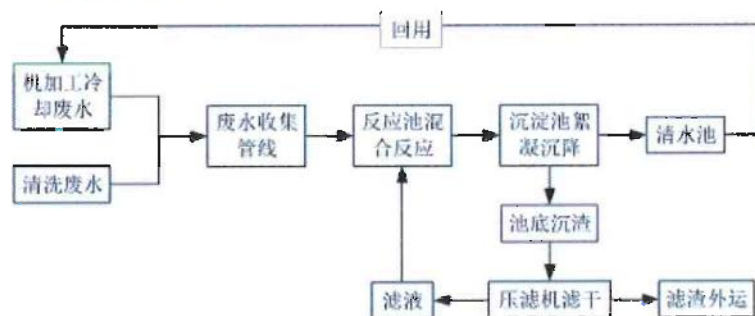 回用
机加工冷
却废水
废水收集
管线
反应池混
合反应
沉淀池絮
凝沉降
清水池
清洗废水
池底沉渣
滤液
压滤机滤干
滤渣外运